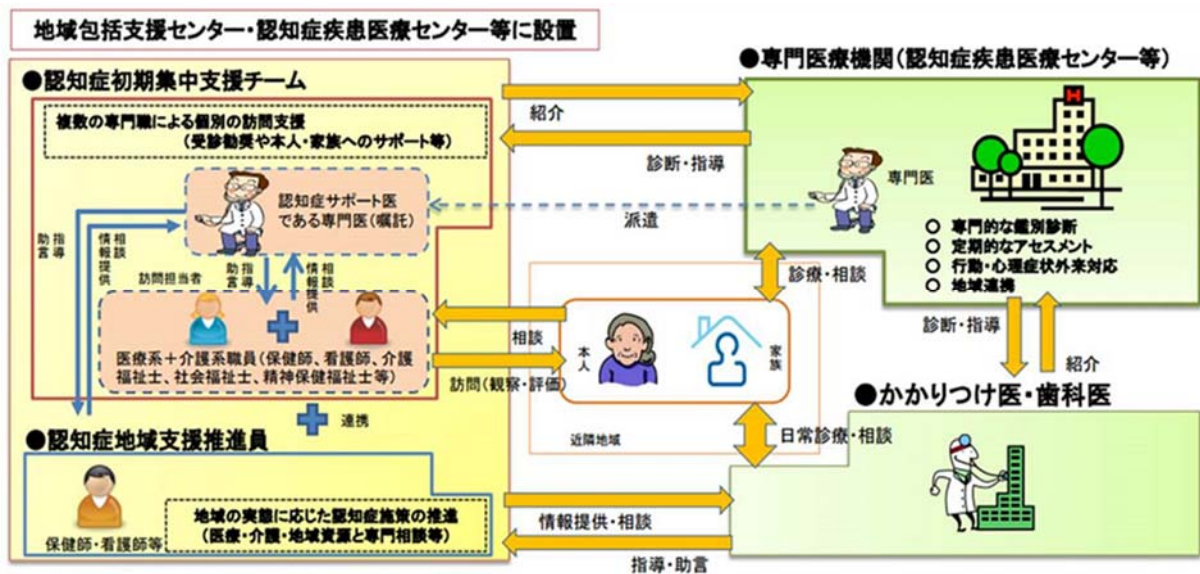 地域包括支援センター・認知症疾患医療センター等に設置
●認知症初期集中支援チーム
複数の専門職による個別の訪問支援
(受診勧奨や本人・家族へのサポート等)
認知症サポート医
である専門医(嘱託)
指導
助言
相談
情報提供
訪問担当者
指導
助言
相談
情報提供
医療系+介護系職員(保健師、看護師、介護
福祉士、社会福祉士、精神保健福祉士等)
連携
●認知症地域支援推進員
保健師・看護師等
地域の実態に応じた認知症施策の推進
(医療・介護・地域資源と専門相談等)
紹介
診断・指導
派遣
相談
訪問(観察・評価)
本人
家族
近隣地域
診療・相談
日常診療・相談
情報提供・相談
指導・助言
●専門医療機関(認知症疾患医療センター等)
H
専門医
○ 専門的な鑑別診断
○ 定期的なアセスメント
○ 行動・心理症状外来対応
○ 地域連携
診断・指導
紹介
●かかりつけ医・歯科医